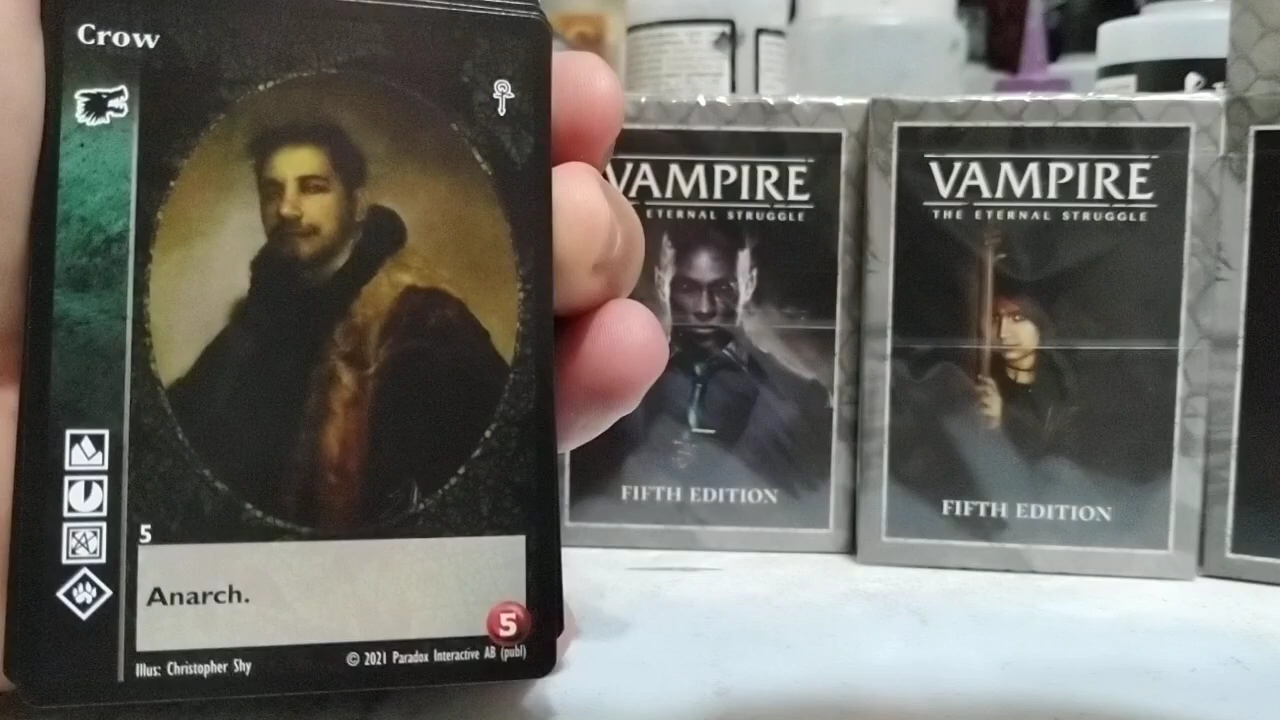 Crow
5
Anarch.
5
Illus: Christopher Shy
© 2021 Paradox Interactive AB (publ)
VAMPIRE
ETERNAL STRUGGLE
FIFTH EDITION
VAMPIRE
THE ETERNAL STRUGGLE
FIFTH EDITION